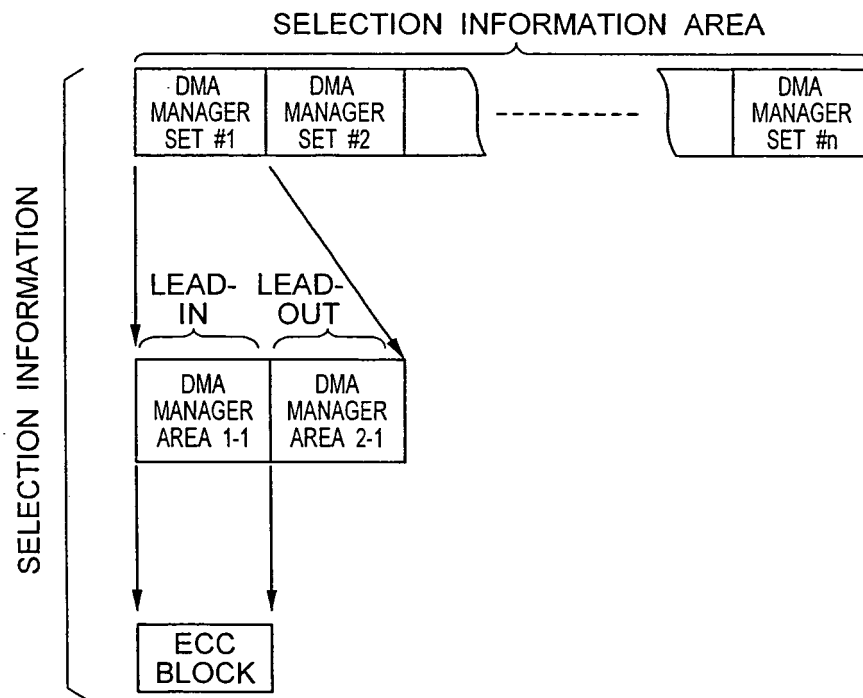 SELECTION INFORMATION AREA
DMA
MANAGER
SET #1
DMA
MANAGER
SET #2
DMA
MANAGER
SET #n
SELECTION INFORMATION
LEAD-
IN
LEAD-
OUT
DMA
MANAGER
AREA 1-1
DMA
MANAGER
AREA 2-1
ECC
BLOCK